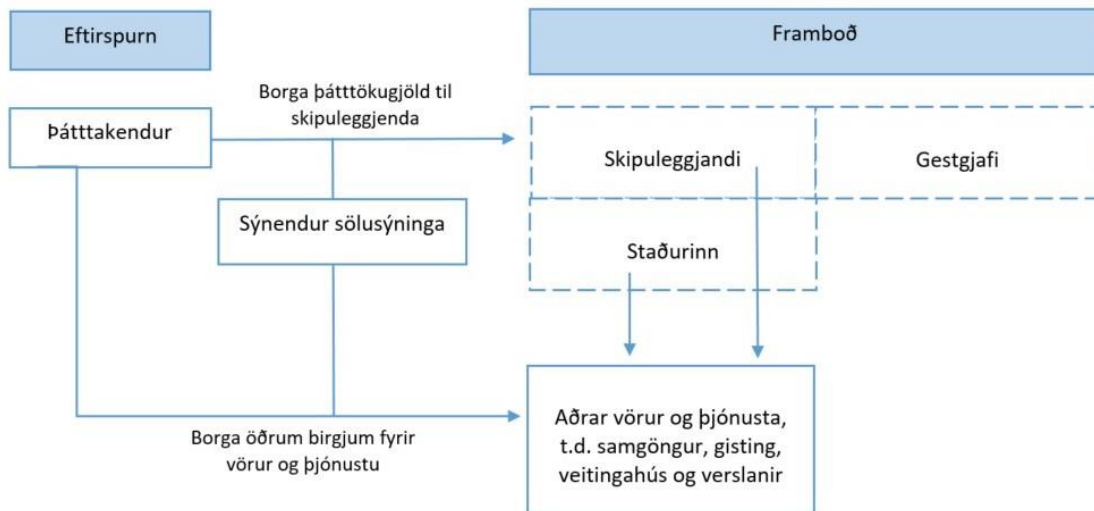 Eftirspurn
Framboð
Borga þátttökugjöld til
skipuleggjenda
Þátttakendur
Skipuleggjandi
Gestgjafi
Sýnendur sölusýninga
Staðurinn
Aðrar vörur og þjónusta,
t.d. samgöngur, gisting,
veitingahús og verslanir
Borga öðrum birgjum fyrir
vörur og þjónustu